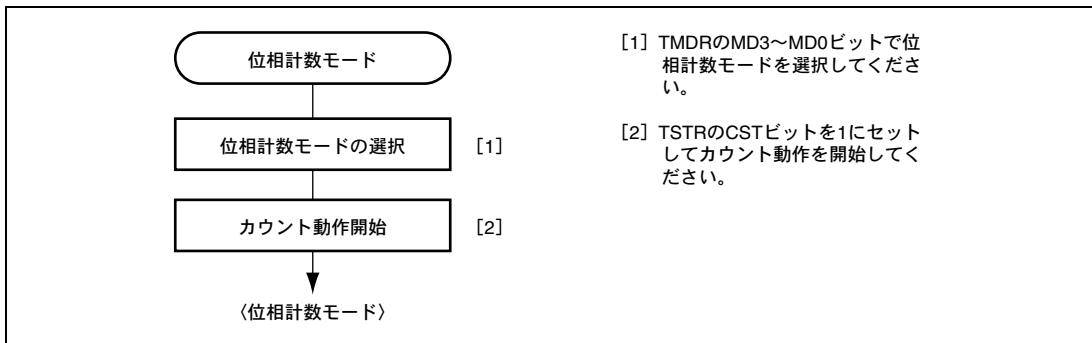 位相計数モード
位相計数モードの選択 [1]
カウント動作開始 [2]
〈位相計数モード〉
[1] TMDRのMD3~MD0ビットで位
相計数モードを選択してくださ
い。
[2] TSTRのCSTビットを1にセット
してカウント動作を開始してく
ださい。